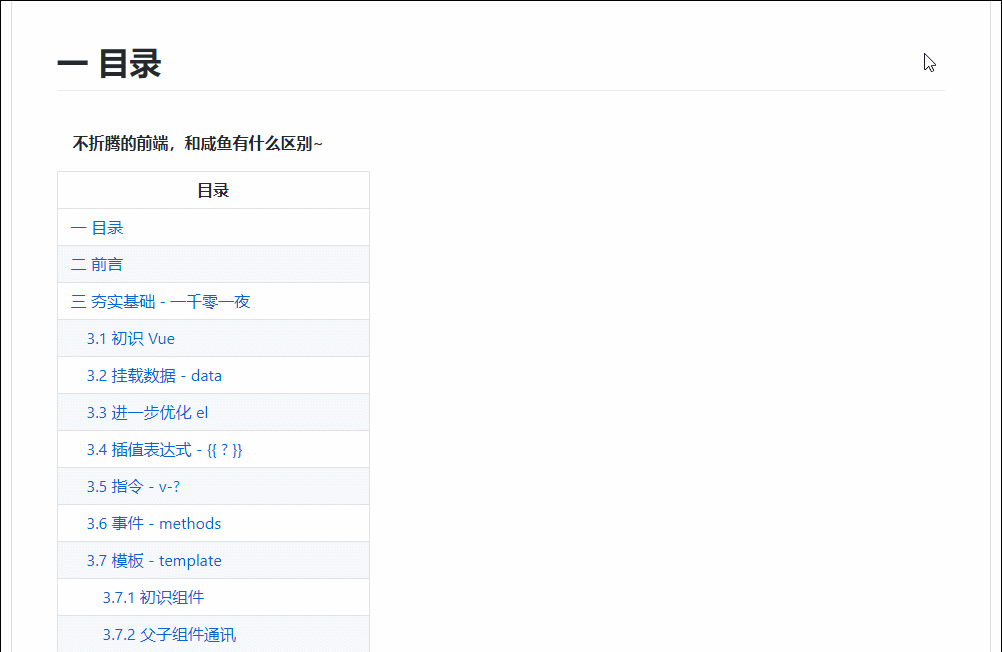 一 目录
不折腾的前端，和咸鱼有什么区别~
目录
一 目录
二 前言
三 夯实基础 - 一千零一夜
3.1 初识 Vue
3.2 挂载数据 - data
3.3 进一步优化 el
3.4 插值表达式 - {{ ? }}
3.5 指令 - v-?
3.6 事件 - methods
3.7 模板 - template
3.7.1 初识组件
3.7.2 父子组件通讯